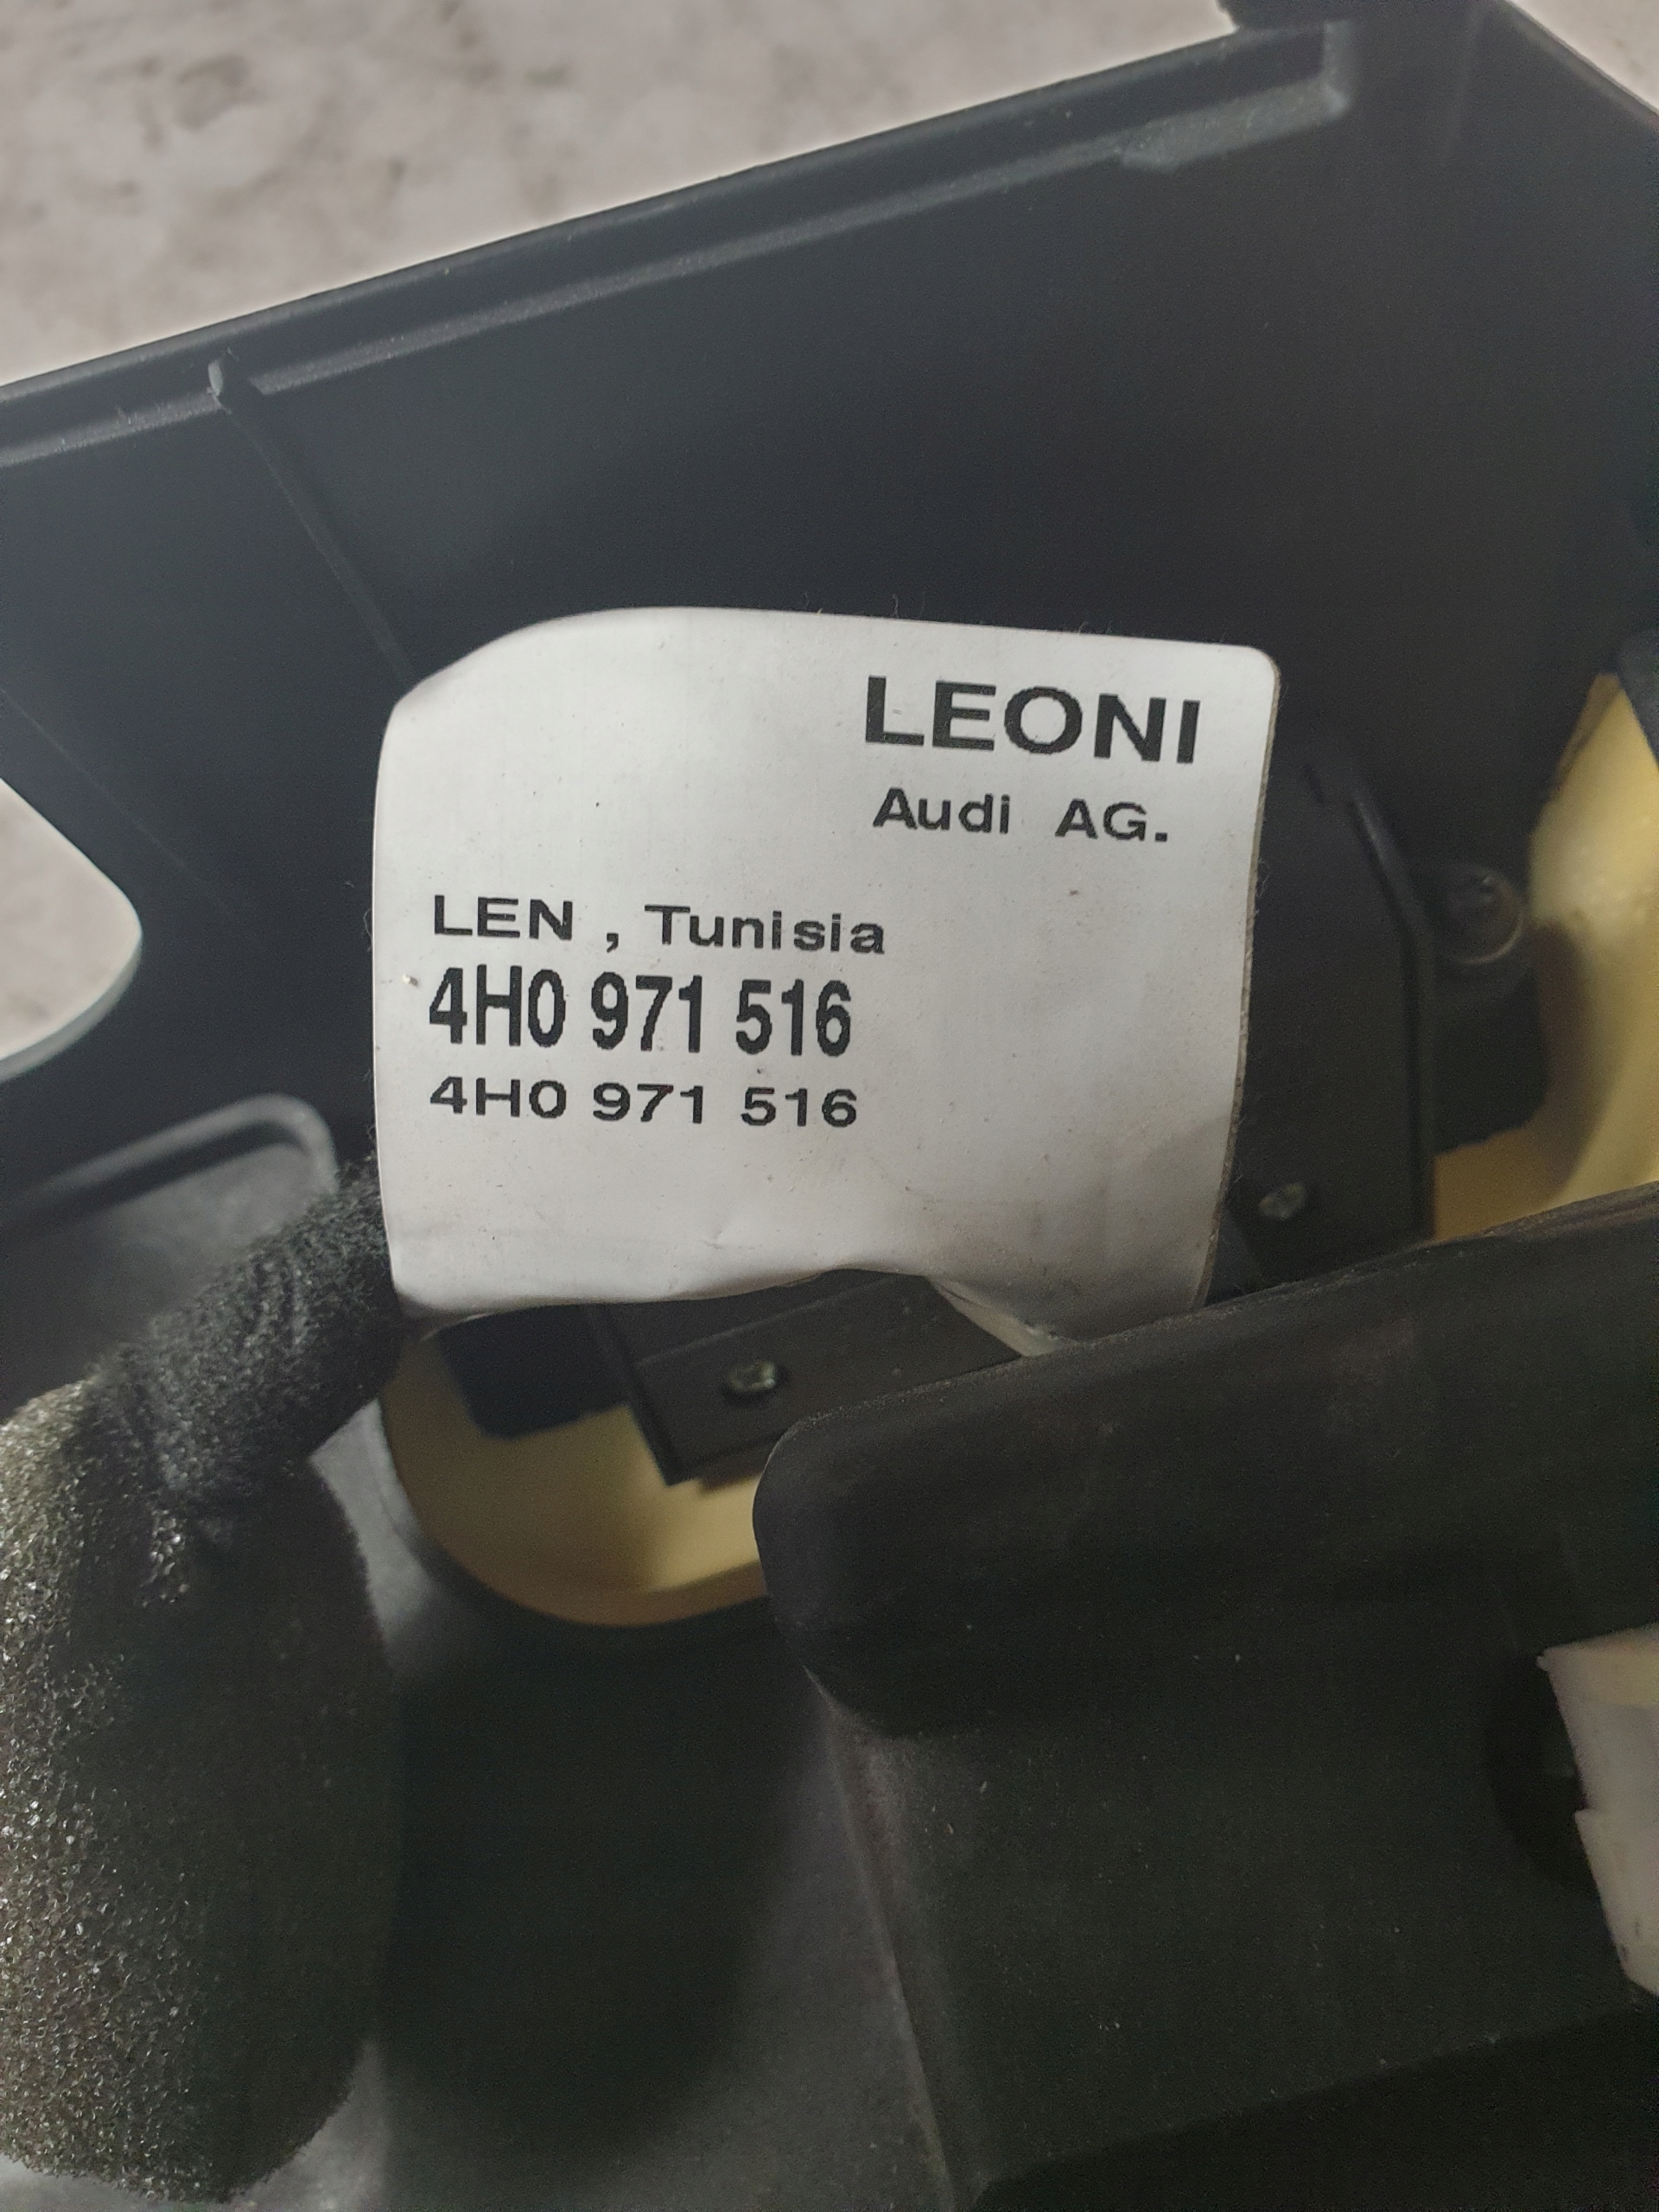 LEONI
Audi AG.
LEN , Tunisia
4H0 971 516
4H0 971 516